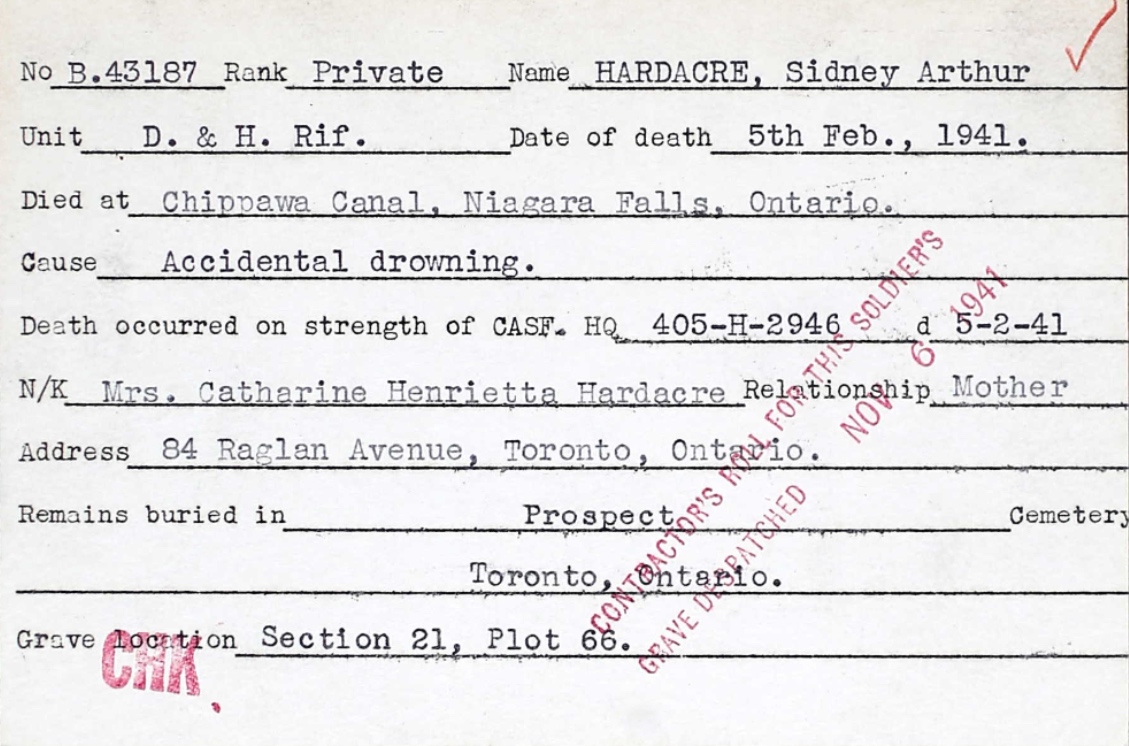 No B.43187 Rank Private Name HARDACRE, Sidney Arthur
Unit D. & H. Rif. Date of death 5th Feb., 1941.
Died at Chippawa Canal, Niagara Falls, Ontario.
Cause Accidental drowning.
Death occurred on strength of CASF. HQ 405-H-2946 d 5-2-41
N/K Mrs. Catharine Henrietta Hardacre Relationship Mother
Address 84 Raglan Avenue, Toronto, Ontario.
Remains buried in Prospect Cemetery
Toronto, Ontario.
Grave location Section 21, Plot 66.
CONTRACTOR'S ROLL FOR THIS SOLDIER'S
GRAVE DESPATCHED NOV 6 1941
CHK.